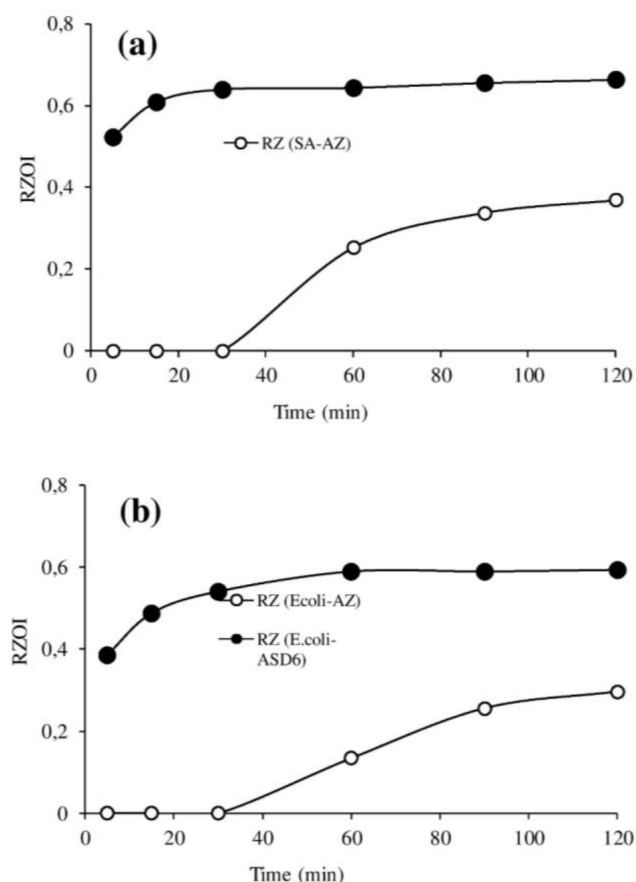 (a)
0,8
0,6
0,4
0,2
0
RZOI
RZ (SA-AZ)
0 20 40 60 80 100 120
Time (min)
(b)
0,8
0,6
0,4
0,2
0
RZOI
RZ (Ecoli-AZ)
RZ (E.coli-
ASD6)
0 20 40 60 80 100 120
Time (min)